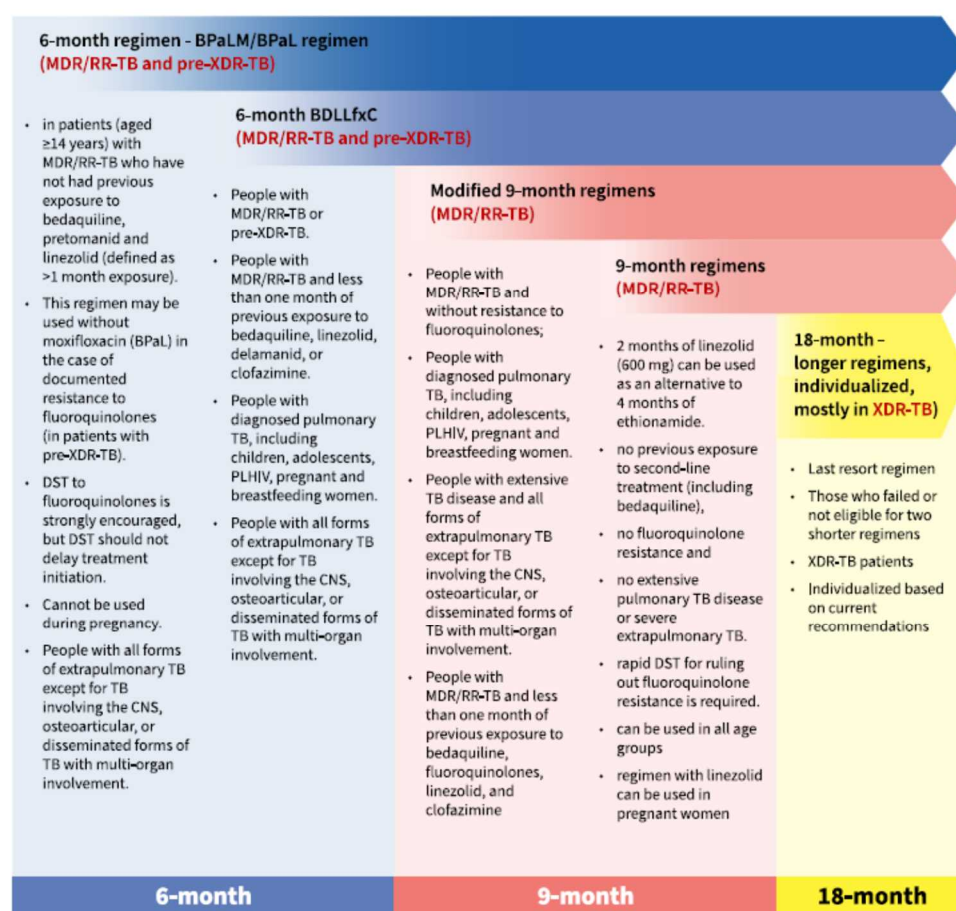 6-month regimen - BPaLM/BPaL regimen
(MDR/RR-TB and pre-XDR-TB)
• in patients (aged
≥14 years) with
MDR/RR-TB who have
not had previous
exposure to
bedaquiline,
pretomanid and
linezolid (defined as
>1 month exposure).
• This regimen may be
used without
moxifloxacin (BPaL) in
the case of
documented
resistance to
fluoroquinolones
(in patients with
pre-XDR-TB).
• DST to
fluoroquinolones is
strongly encouraged,
but DST should not
delay treatment
initiation.
• Cannot be used
during pregnancy.
• People with all forms
of extrapulmonary TB
except for TB
involving the CNS,
osteoarticular, or
disseminated forms of
TB with multi-organ
involvement.
6-month BDLLfxC
(MDR/RR-TB and pre-XDR-TB)
• People with
MDR/RR-TB or
pre-XDR-TB.
• People with
MDR/RR-TB and less
than one month of
previous exposure to
bedaquiline, linezolid,
delamanid, or
clofazimine.
• People with
diagnosed pulmonary
TB, including
children, adolescents,
PLHIV, pregnant and
breastfeeding women.
• People with all forms
of extrapulmonary TB
except for TB
involving the CNS,
osteoarticular, or
disseminated forms of
TB with multi-organ
involvement.
Modified 9-month regimens
(MDR/RR-TB)
• People with
MDR/RR-TB and
without resistance to
fluoroquinolones;
• People with
diagnosed pulmonary
TB, including
children, adolescents,
PLHIV, pregnant and
breastfeeding women.
• People with extensive
TB disease and all
forms of
extrapulmonary TB
except for TB
involving the CNS,
osteoarticular, or
disseminated forms of
TB with multi-organ
involvement.
• People with
MDR/RR-TB and less
than one month of
previous exposure to
bedaquiline,
fluoroquinolones,
linezolid, and
clofazimine
9-month regimens
(MDR/RR-TB)
• 2 months of linezolid
(600 mg) can be used
as an alternative to
4 months of
ethionamide.
• no previous exposure
to second-line
treatment (including
bedaquiline),
• no fluoroquinolone
resistance and
• no extensive
pulmonary TB disease
or severe
extrapulmonary TB.
• rapid DST for ruling
out fluoroquinolone
resistance is required.
• can be used in all age
groups
• regimen with linezolid
can be used in
pregnant women
18-month –
longer regimens,
individualized,
mostly in XDR-TB)
• Last resort regimen
• Those who failed or
not eligible for two
shorter regimens
• XDR-TB patients
• Individualized based
on current
recommendations
6-month
9-month
18-month